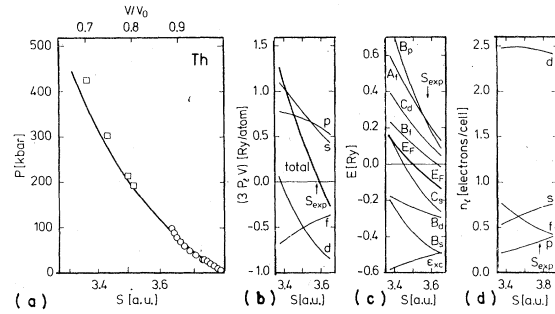 V/V₀
0.7 0.8 0.9
Th
P [kbar]
500
400
300
200
100
0
3.4 3.6
S [a.u.]
(a)
(3 PₗV) [Ry/atom]
1.5
1.0
0.5
0.0
-0.5
-1.0
p
s
total
S_exp
f
d
3.4 3.6
S[a.u.]
(b)
E [Ry]
0.6
0.4
0.2
0.0
-0.2
-0.4
-0.6
B_p
A_f
S_exp
C_d
B_f
E_F
E_F
C_s
B_d
B_s
ε_xc
3.4 3.6
S[a.u.]
(c)
nₗ [electrons/cell]
2.5
2.0
1.5
1.0
0.5
0.0
d
s
f
p
S_exp
3.4 3.8
S [a.u.]
(d)